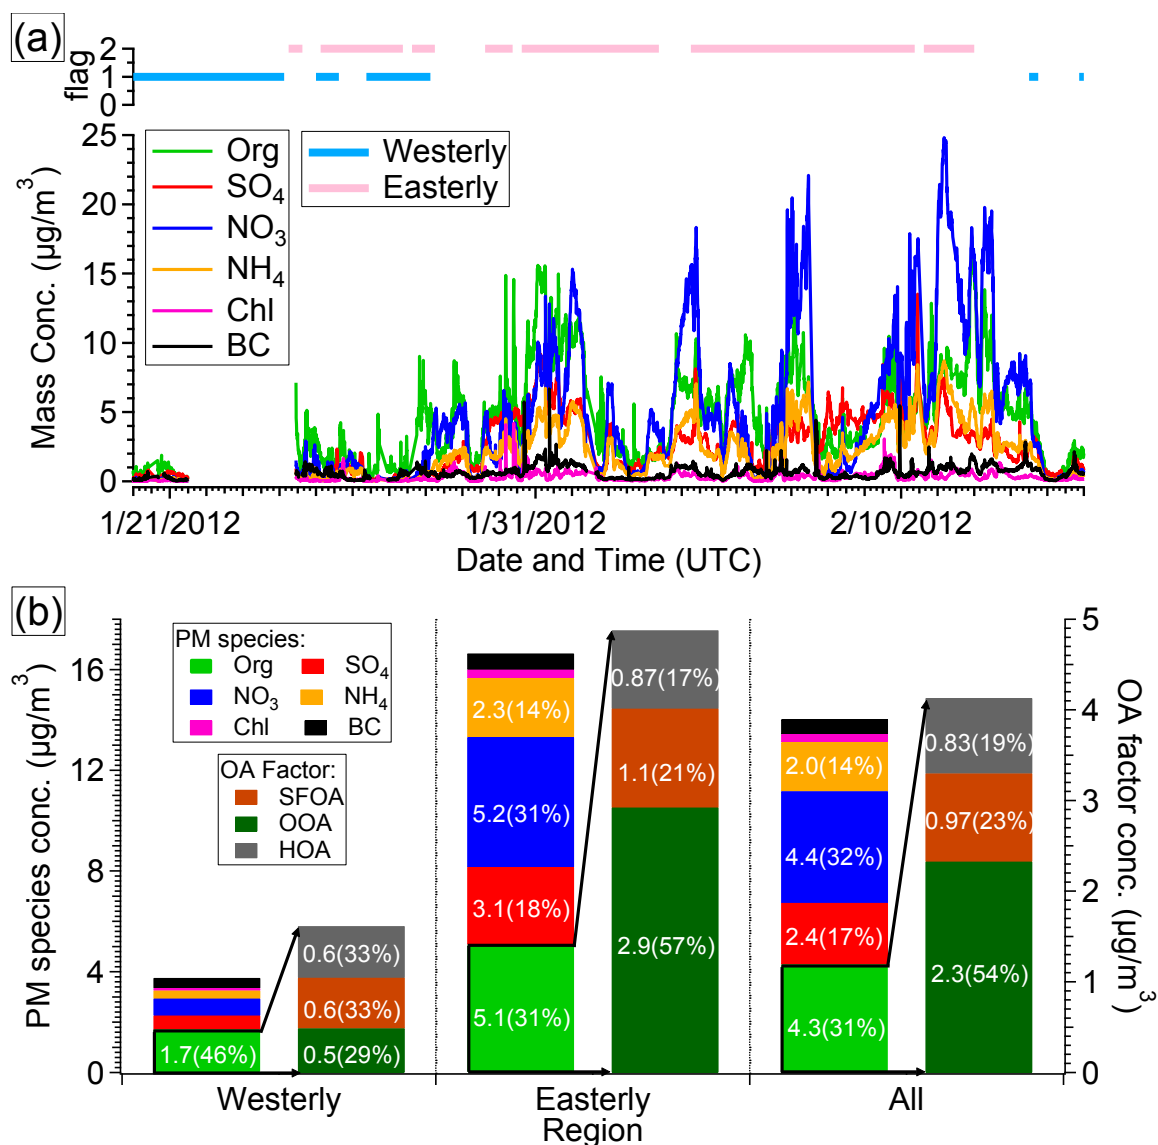 (a)
flag
2
1
0
Mass Conc. (µg/m³)
25
20
15
10
5
0
Org
SO₄
NO₃
NH₄
Chl
BC
Westerly
Easterly
1/21/2012 1/31/2012 2/10/2012
Date and Time (UTC)
(b)
PM species conc. (µg/m³)
16
12
8
4
0
PM species:
Org SO₄
NO₃ NH₄
Chl BC
OA Factor:
SFOA
OOA
HOA
1.7(46%)
0.6(33%)
0.6(33%)
0.5(29%)
2.3(14%)
5.2(31%)
3.1(18%)
5.1(31%)
0.87(17%)
1.1(21%)
2.9(57%)
2.0(14%)
4.4(32%)
2.4(17%)
4.3(31%)
0.83(19%)
0.97(23%)
2.3(54%)
5
4
3
2
1
0
OA factor conc. (µg/m³)
Westerly Easterly All
Region